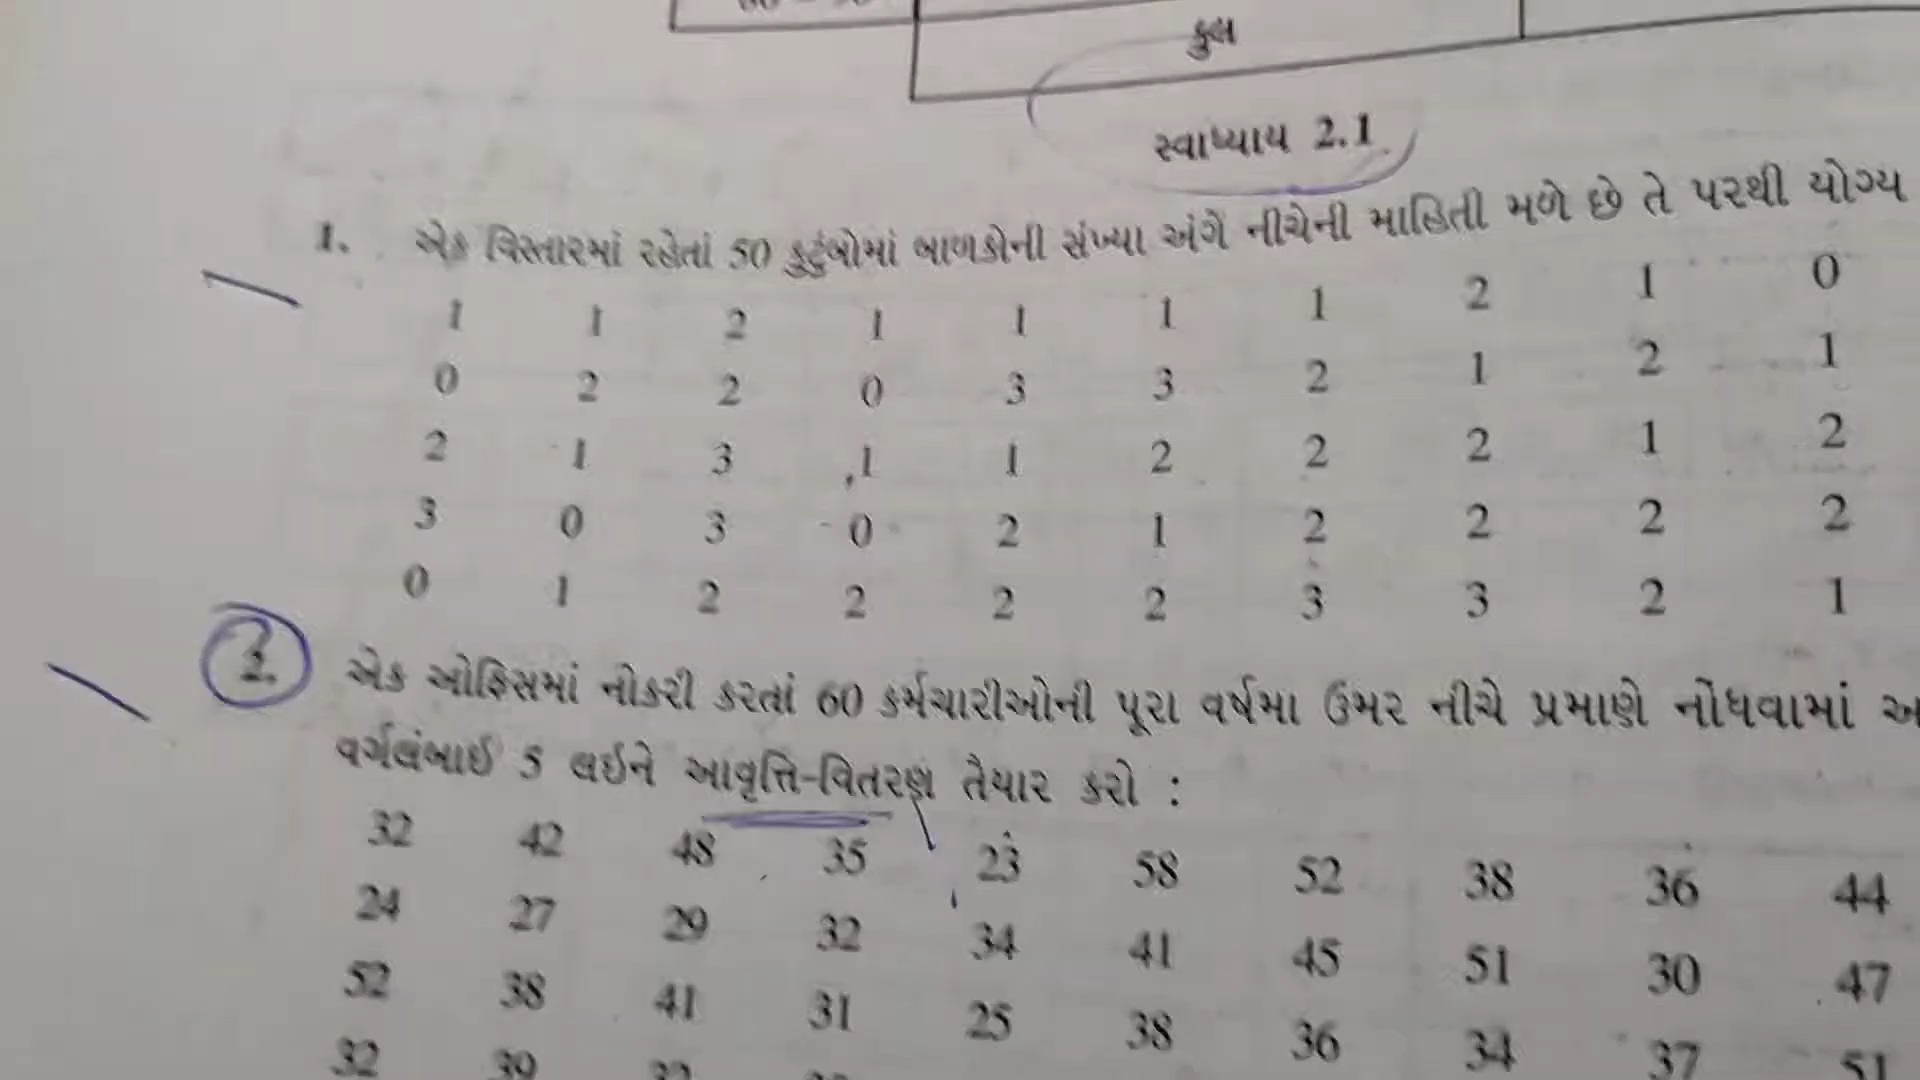 કુલ
સ્વાધ્યાય 2.1
1. એક વિસ્તારમાં રહેતાં 50 કુટુંબોમાં બાળકોની સંખ્યા અંગે નીચેની માહિતી મળે છે તે પરથી યોગ્ય
1 1 2 1 1 1 1 2 1 0
0 2 2 0 3 3 2 1 2 1
2 1 3 1 1 2 2 2 1 2
3 0 3 0 2 1 2 2 2 2
0 1 2 2 2 2 3 3 2 1
2. એક ઓફિસમાં નોકરી કરતાં 60 કર્મચારીઓની પૂરા વર્ષમા ઉંમર નીચે પ્રમાણે નોંધવામાં
વર્ગલંબાઈ 5 લઇને આવૃત્તિ-વિતરણ તૈયાર કરો :
32 42 48 35 23 58 52 38 36 44
24 27 29 32 34 41 45 51 30 47
52 38 41 31 25 38 36 34 37 51
32 39